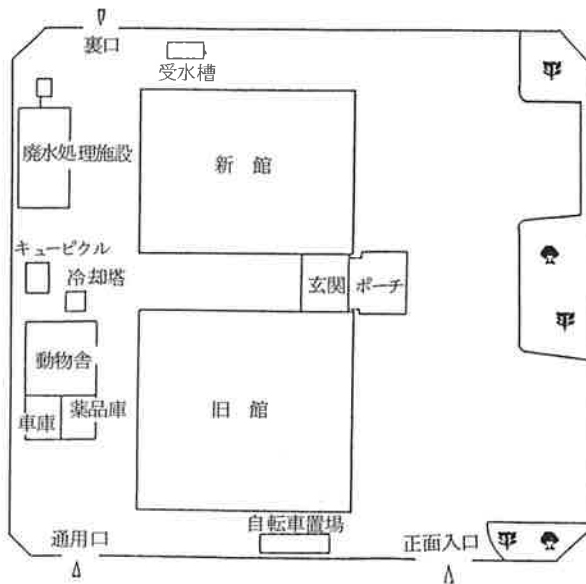 裏口
受水槽
廃水処理施設
新館
キュービクル
冷却塔
玄関
ポーチ
動物舎
車庫
薬品庫
旧館
自転車置場
通用口
正面入口